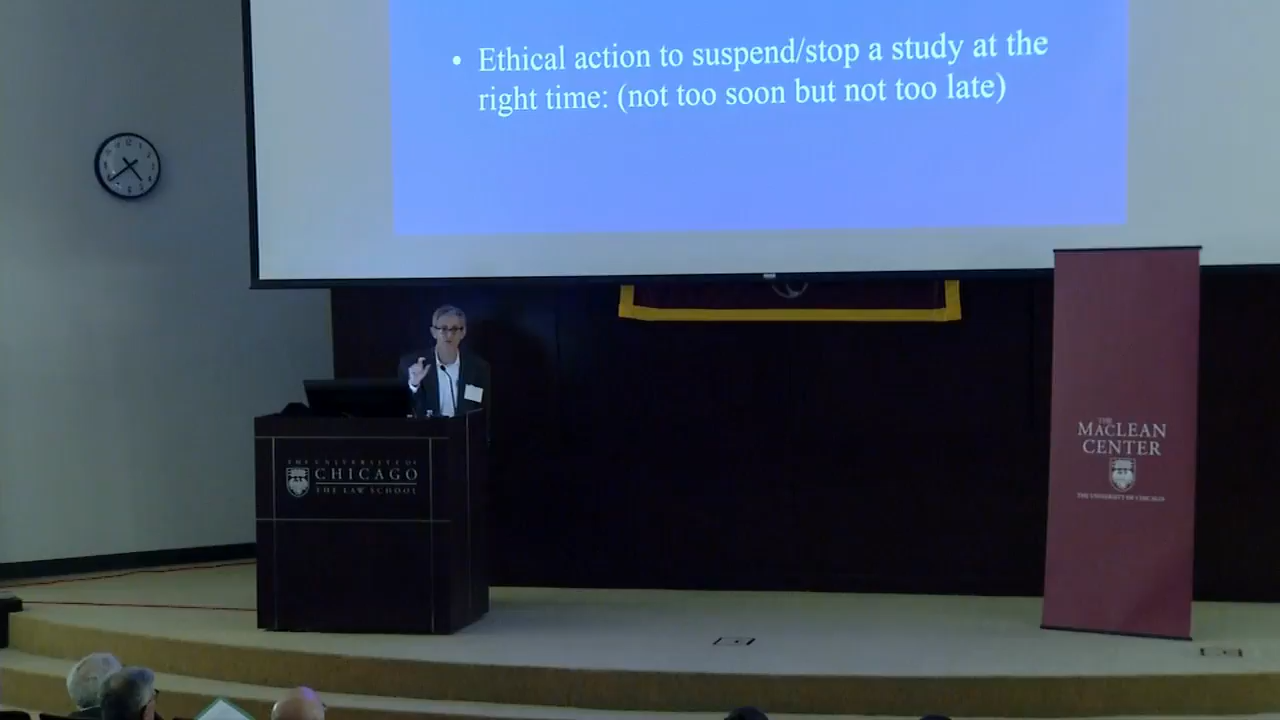 • Ethical action to suspend/stop a study at the
right time: (not too soon but not too late)
THE UNIVERSITY OF
CHICAGO
THE LAW SCHOOL
THE
MACLEAN
CENTER
THE UNIVERSITY OF CHICAGO